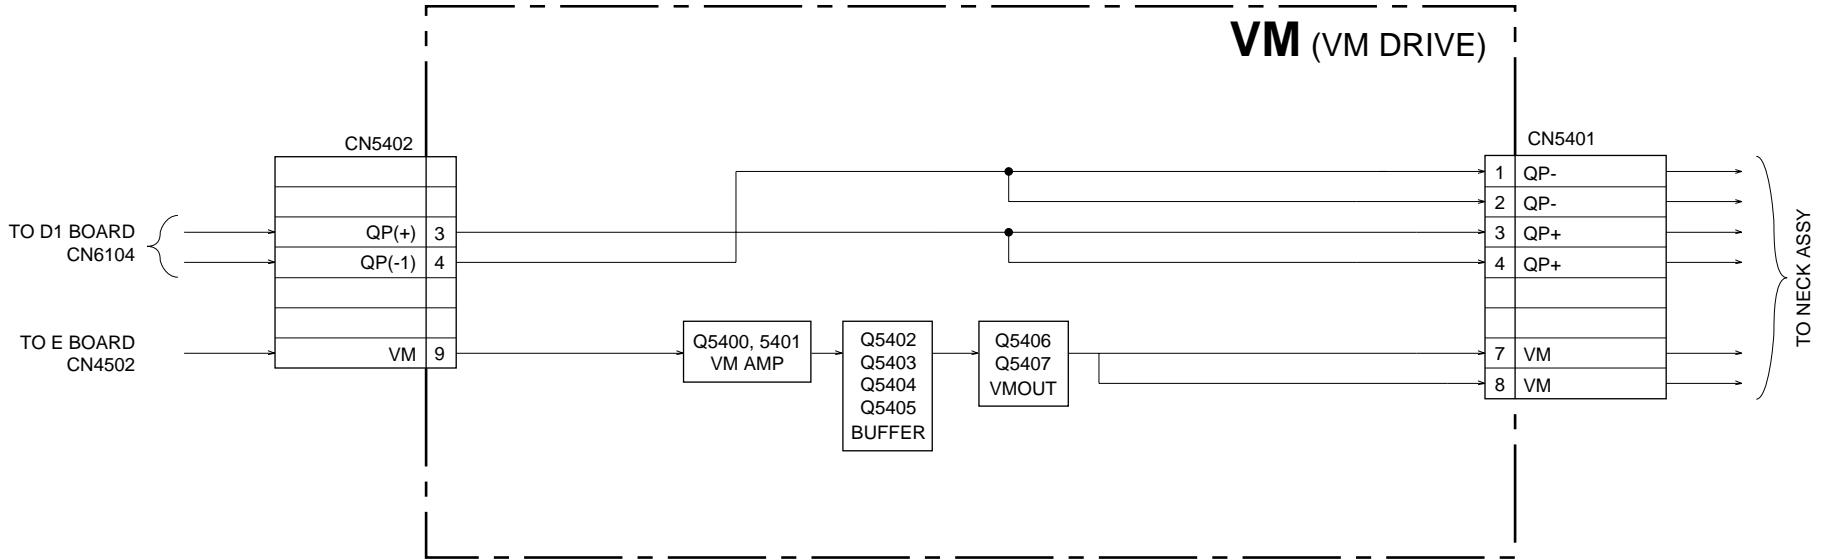 VM (VM DRIVE)
CN5402
TO D1 BOARD
CN6104
QP(+) 3
QP(-1) 4
TO E BOARD
CN4502
VM 9
Q5400, 5401
VM AMP
Q5402
Q5403
Q5404
Q5405
BUFFER
Q5406
Q5407
VMOUT
CN5401
1 QP-
2 QP-
3 QP+
4 QP+
7 VM
8 VM
TO NECK ASSY